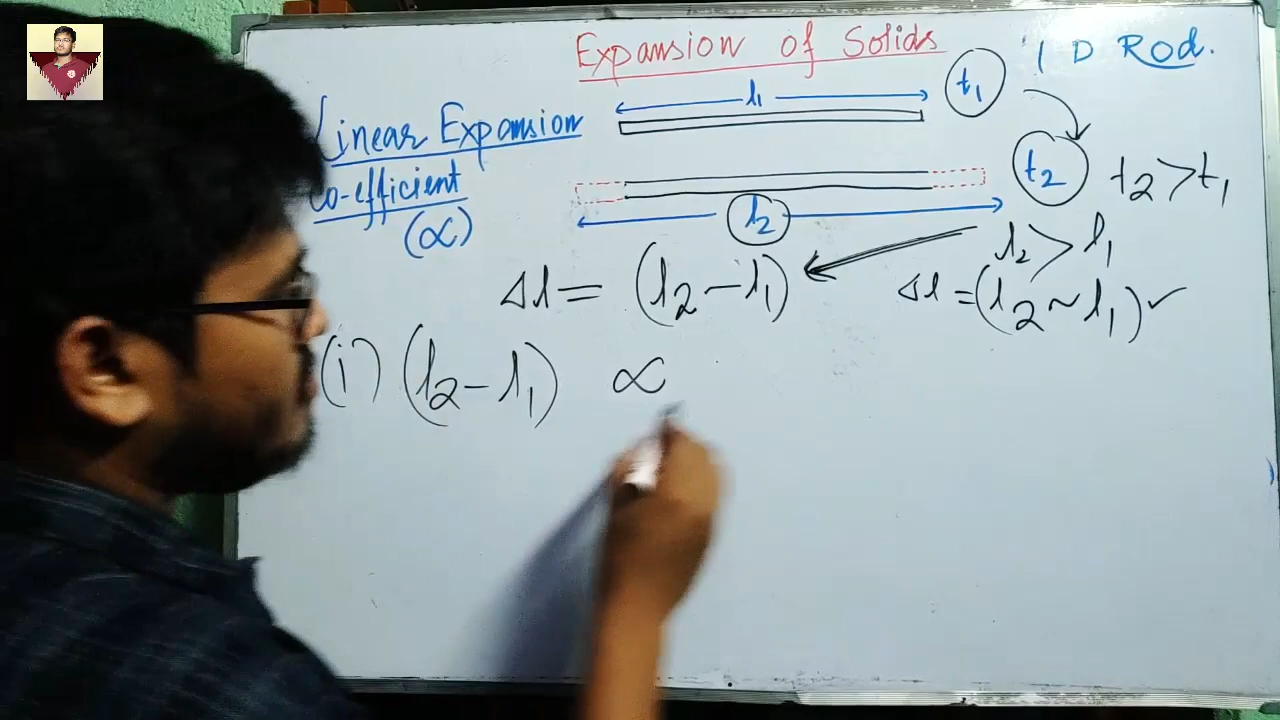 Expansion of Solids
1 D Rod.
l₁
t₁
Linear Expansion
Co-efficient
(α)
t₂
t₂ > t₁
l₂
l₂ > l₁
Δl = (l₂ – l₁)
Δl = (l₂ ~ l₁) ✓
(i) (l₂ – l₁) ∝